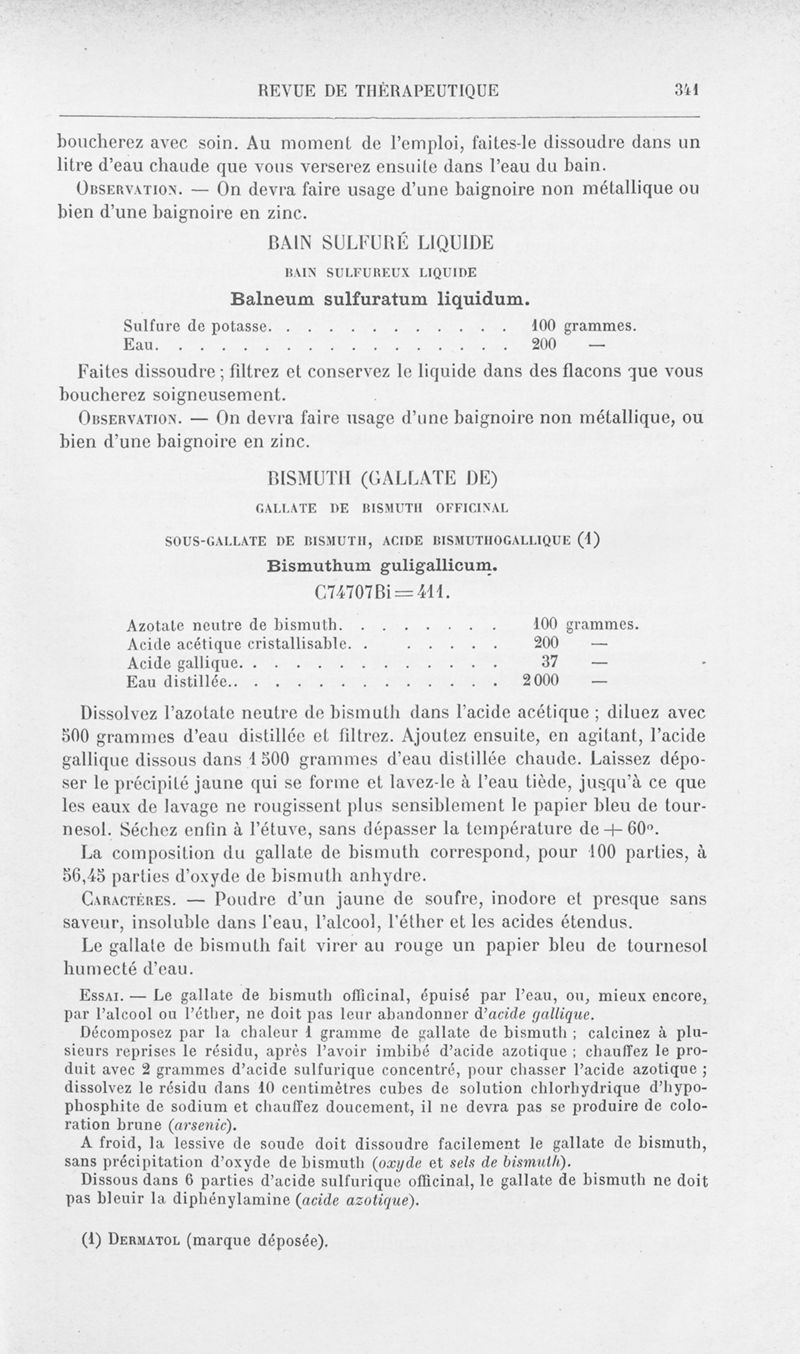 REVUE DE THÉRAPEUTIQUE 341
boucherez avec soin. Au moment de l'emploi, faites-le dissoudre dans un
litre d'eau chaude que vous verserez ensuite dans l'eau du bain.
OBSERVATION. — On devra faire usage d'une baignoire non métallique ou
bien d'une baignoire en zinc.
BAIN SULFURÉ LIQUIDE
BAIN SULFUREUX LIQUIDE
Balneum sulfuratum liquidum.
Sulfure de potasse. . . . . . . . . . . . 100 grammes.
Eau. . . . . . . . . . . . . . . . . 200 —
Faites dissoudre ; filtrez et conservez le liquide dans des flacons que vous
boucherez soigneusement.
OBSERVATION. — On devra faire usage d'une baignoire non métallique, ou
bien d'une baignoire en zinc.
BISMUTH (GALLATE DE)
GALLATE DE BISMUTH OFFICINAL
SOUS-GALLATE DE BISMUTH, ACIDE BISMUTHOGALLIQUE (1)
Bismuthum guligallicum.
C74707Bi = 411.
Azotate neutre de bismuth. . . . . . . . 100 grammes.
Acide acétique cristallisable. . . . . . . 200 —
Acide gallique. . . . . . . . . . . . . 37 —
Eau distillée.. . . . . . . . . . . . . 2 000 —
Dissolvez l'azotate neutre de bismuth dans l'acide acétique ; diluez avec
500 grammes d'eau distillée et filtrez. Ajoutez ensuite, en agitant, l'acide
gallique dissous dans 1 500 grammes d'eau distillée chaude. Laissez dépo-
ser le précipité jaune qui se forme et lavez-le à l'eau tiède, jusqu'à ce que
les eaux de lavage ne rougissent plus sensiblement le papier bleu de tour-
nesol. Séchez enfin à l'étuve, sans dépasser la température de + 60°.
La composition du gallate de bismuth correspond, pour 100 parties, à
56,45 parties d'oxyde de bismuth anhydre.
CARACTÈRES. — Poudre d'un jaune de soufre, inodore et presque sans
saveur, insoluble dans l'eau, l'alcool, l'éther et les acides étendus.
Le gallate de bismuth fait virer au rouge un papier bleu de tournesol
humecté d'eau.
ESSAI. — Le gallate de bismuth officinal, épuisé par l'eau, ou, mieux encore,
par l'alcool ou l'éther, ne doit pas leur abandonner d'acide gallique.
Décomposez par la chaleur 1 gramme de gallate de bismuth ; calcinez à plu-
sieurs reprises le résidu, après l'avoir imbibé d'acide azotique ; chauffez le pro-
duit avec 2 grammes d'acide sulfurique concentré, pour chasser l'acide azotique ;
dissolvez le résidu dans 10 centimètres cubes de solution chlorhydrique d'hypo-
phosphite de sodium et chauffez doucement, il ne devra pas se produire de colo-
ration brune (arsenic).
A froid, la lessive de soude doit dissoudre facilement le gallate de bismuth,
sans précipitation d'oxyde de bismuth (oxyde et sels de bismuth).
Dissous dans 6 parties d'acide sulfurique officinal, le gallate de bismuth ne doit
pas bleuir la diphénylamine (acide azotique).
(1) DERMATOL (marque déposée).